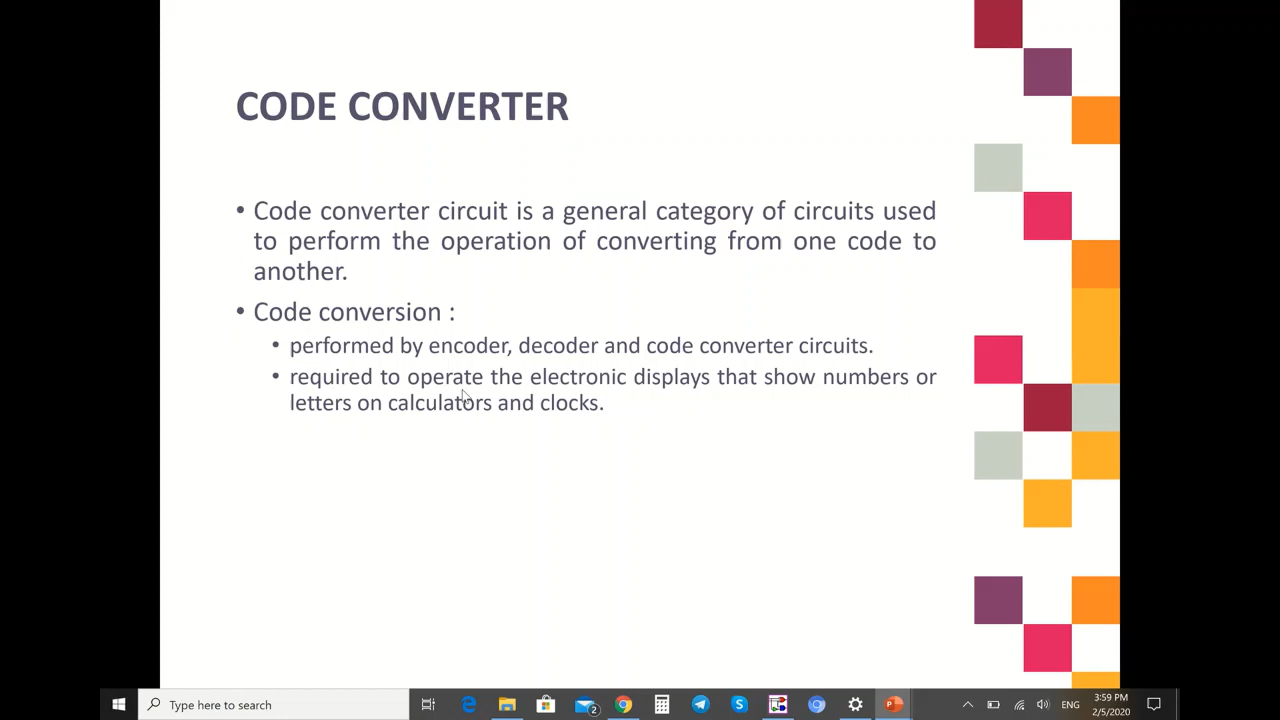 CODE CONVERTER
• Code converter circuit is a general category of circuits used
to perform the operation of converting from one code to
another.
• Code conversion :
• performed by encoder, decoder and code converter circuits.
• required to operate the electronic displays that show numbers or
letters on calculators and clocks.
Type here to search
2
ENG
3:59 PM
2/5/2020